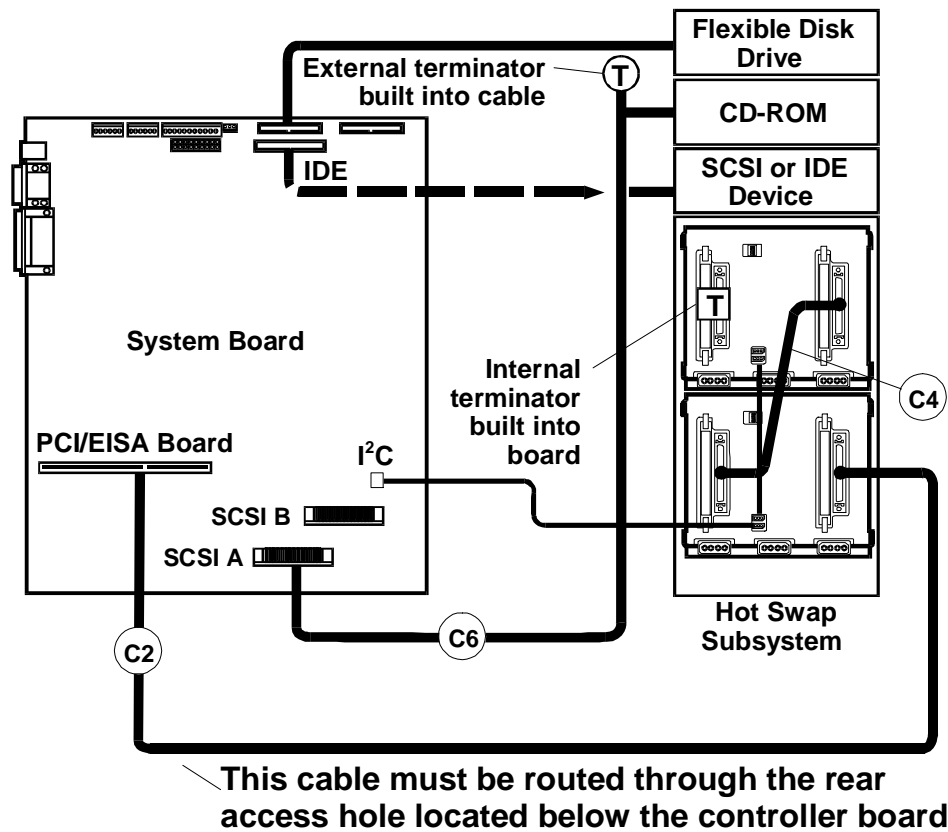 Flexible Disk
Drive
External terminator
built into cable
T
CD-ROM
IDE
SCSI or IDE
Device
T
System Board
Internal
terminator
built into
board
C4
PCI/EISA Board
I²C
SCSI B
SCSI A
Hot Swap
Subsystem
C2
C6
This cable must be routed through the rear
access hole located below the controller board